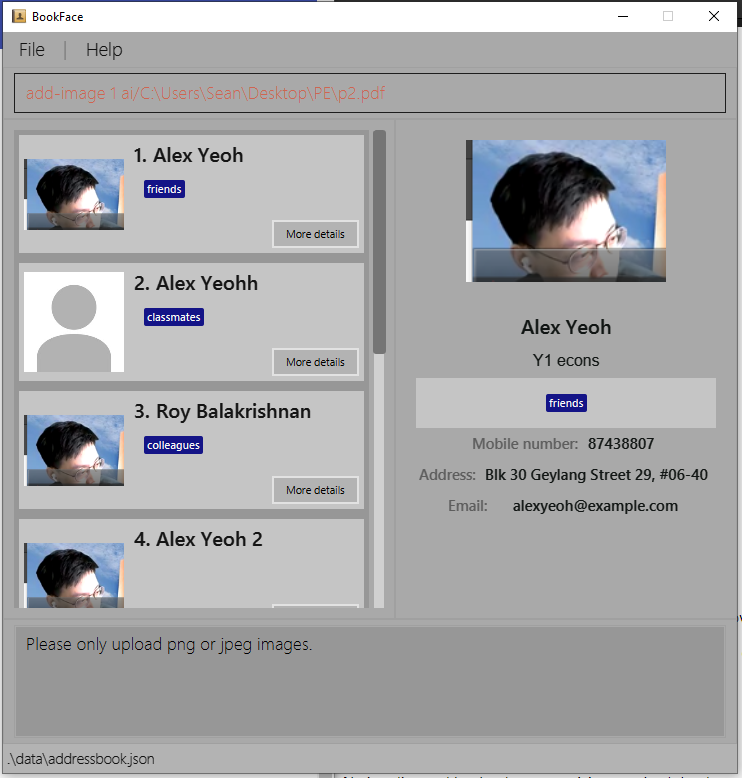 BookFace
File | Help
add-image 1 ai/C:\Users\Sean\Desktop\PE\p2.pdf
1. Alex Yeoh
friends
More details
2. Alex Yeohh
classmates
More details
3. Roy Balakrishnan
colleagues
More details
4. Alex Yeoh 2
Alex Yeoh
Y1 econs
friends
Mobile number: 87438807
Address: Blk 30 Geylang Street 29, #06-40
Email: alexyeoh@example.com
Please only upload png or jpeg images.
.\data\addressbook.json